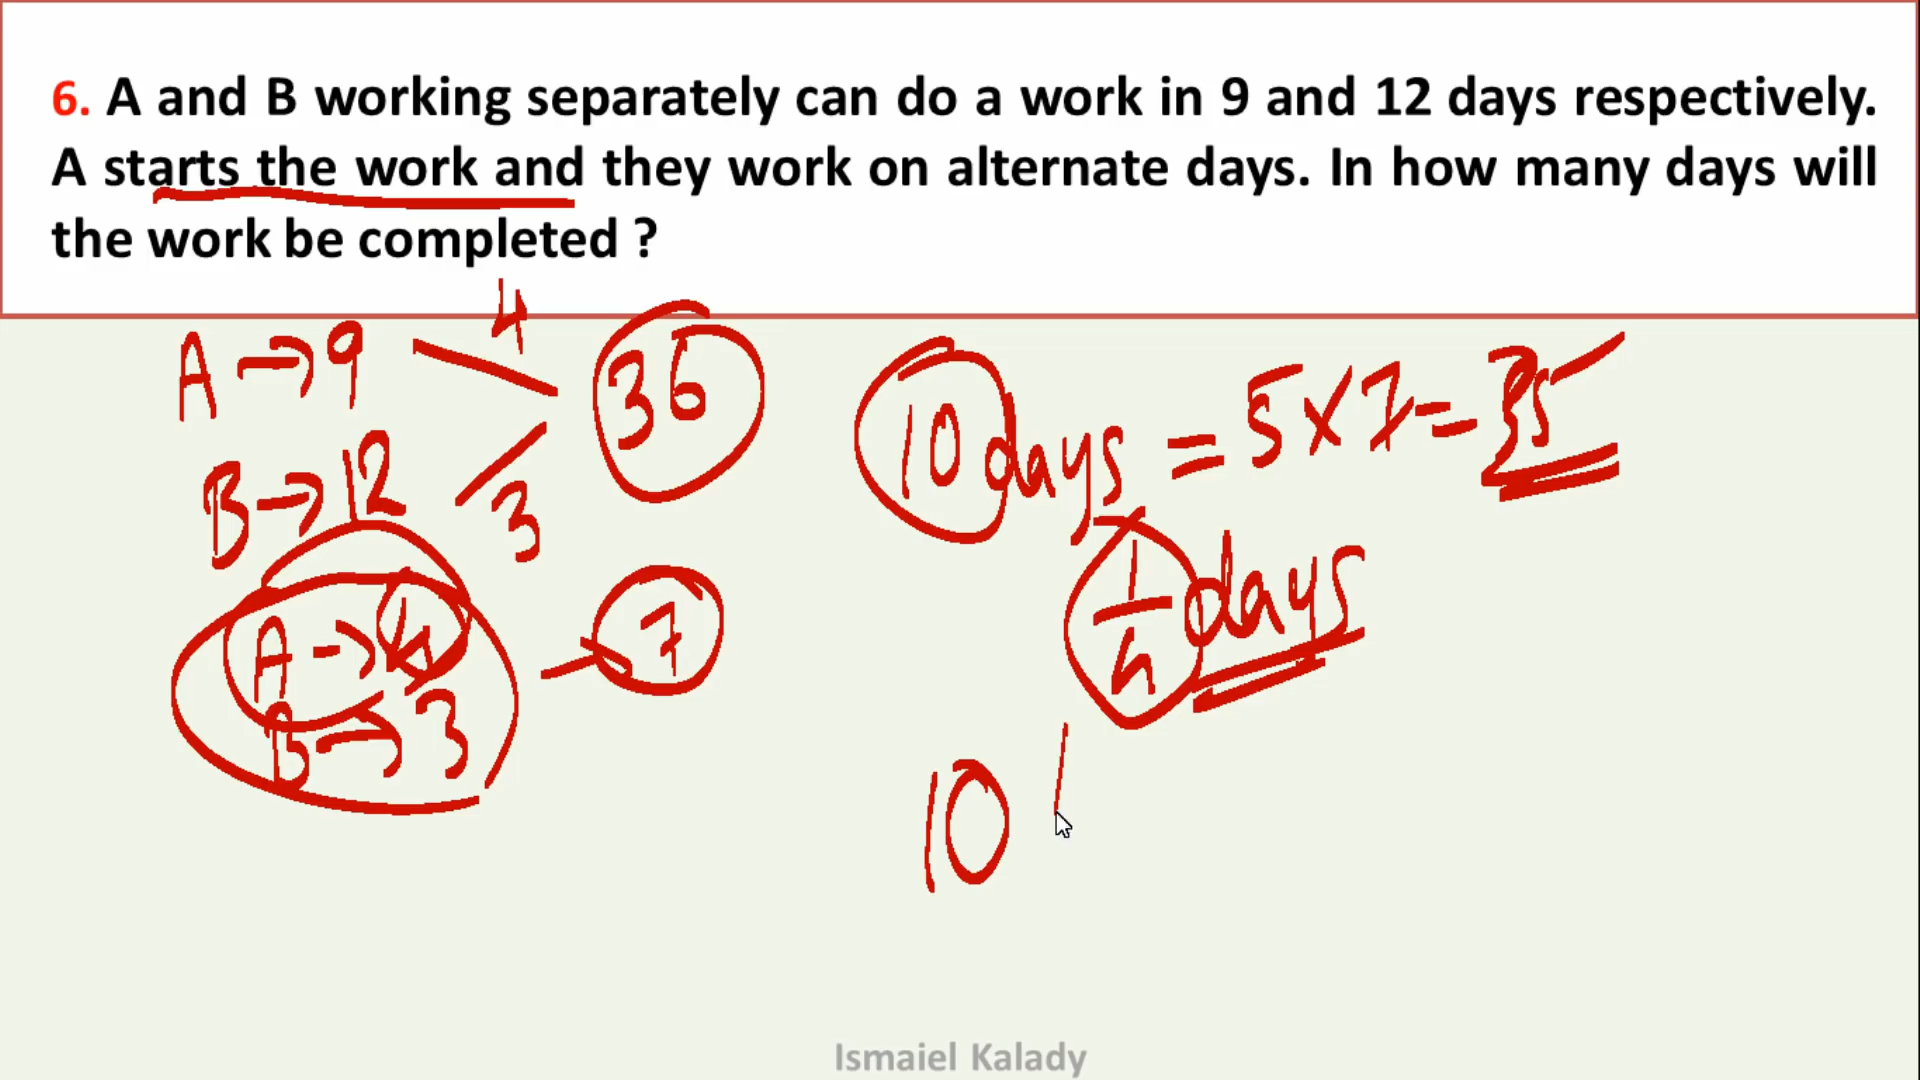 6. A and B working separately can do a work in 9 and 12 days respectively.
A starts the work and they work on alternate days. In how many days will
the work be completed ?
A → 9
4
36
B → 12
3
A → 4
B → 3
7
10 days = 5 × 7 = 35
1/4 days
10 1
Ismaiel Kalady